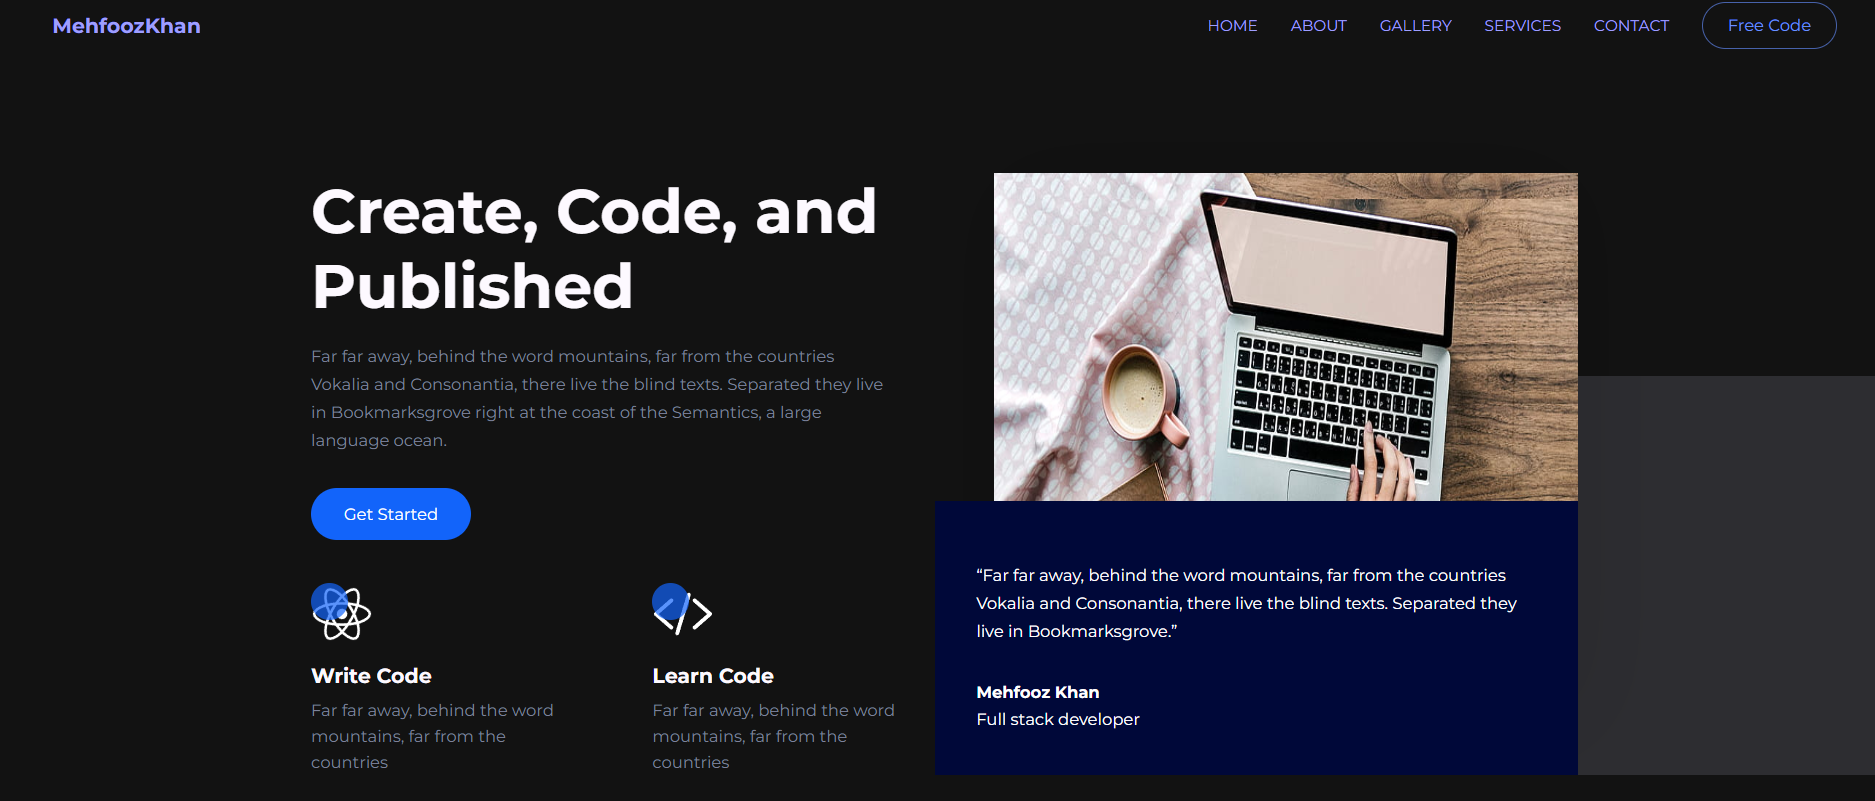 MehfoozKhan
HOME ABOUT GALLERY SERVICES CONTACT Free Code
Create, Code, and
Published
Far far away, behind the word mountains, far from the countries
Vokalia and Consonantia, there live the blind texts. Separated they live
in Bookmarksgrove right at the coast of the Semantics, a large
language ocean.
Get Started
Write Code
Far far away, behind the word
mountains, far from the
countries
Learn Code
Far far away, behind the word
mountains, far from the
countries
“Far far away, behind the word mountains, far from the countries
Vokalia and Consonantia, there live the blind texts. Separated they
live in Bookmarksgrove.”
Mehfooz Khan
Full stack developer